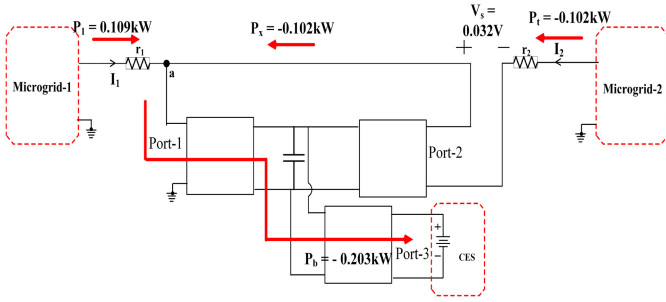 P1 = 0.109kW
Px = -0.102kW
Vs =
0.032V
Pt = -0.102kW
r1
I1
a
r2
I2
Microgrid-1
Microgrid-2
Port-1
Port-2
Port-3
Pb = - 0.203kW
+
−
+
−
CES